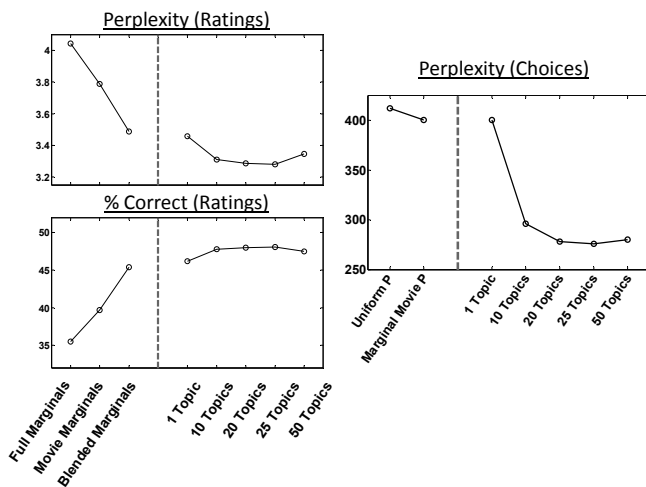 Perplexity (Ratings)
4
3.8
3.6
3.4
3.2
% Correct (Ratings)
50
45
40
35
Full Marginals
Movie Marginals
Blended Marginals
1 Topic
10 Topics
20 Topics
25 Topics
50 Topics
Perplexity (Choices)
400
350
300
250
Uniform P
Marginal Movie P
1 Topic
10 Topics
20 Topics
25 Topics
50 Topics